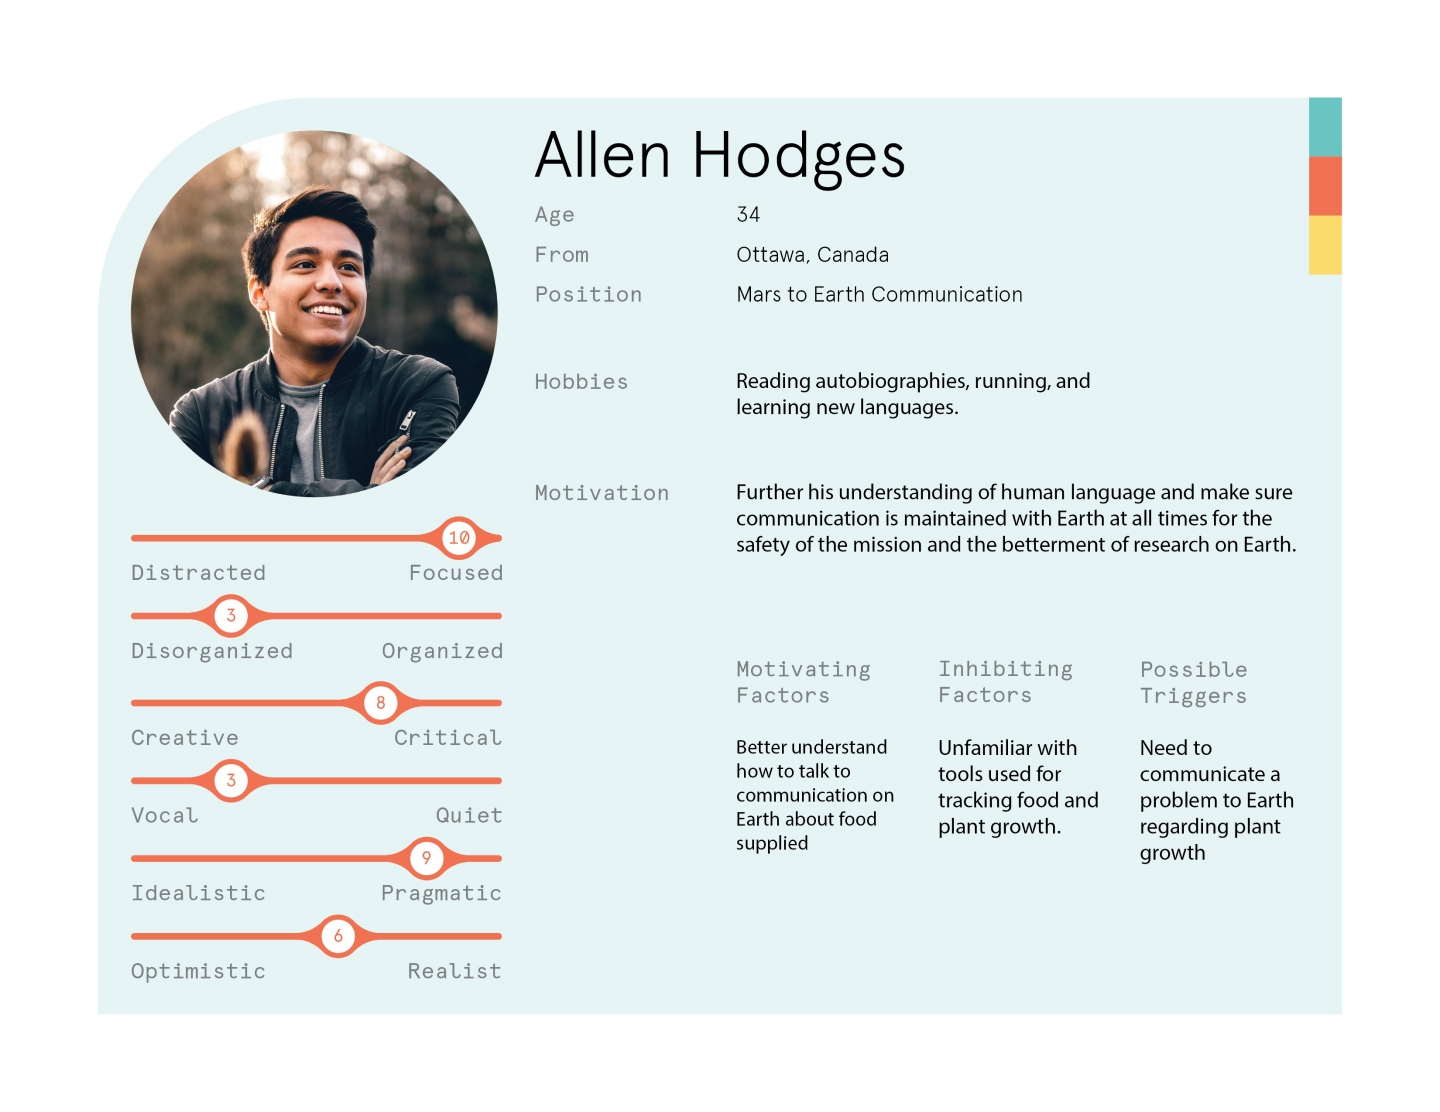 Allen Hodges
Age 34
From Ottawa, Canada
Position Mars to Earth Communication
Hobbies Reading autobiographies, running, and
learning new languages.
Motivation Further his understanding of human language and make sure
communication is maintained with Earth at all times for the
safety of the mission and the betterment of research on Earth.
10
Distracted Focused
3
Disorganized Organized
8
Creative Critical
3
Vocal Quiet
9
Idealistic Pragmatic
6
Optimistic Realist
Motivating
Factors
Better understand
how to talk to
communication on
Earth about food
supplied
Inhibiting
Factors
Unfamiliar with
tools used for
tracking food and
plant growth.
Possible
Triggers
Need to
communicate a
problem to Earth
regarding plant
growth